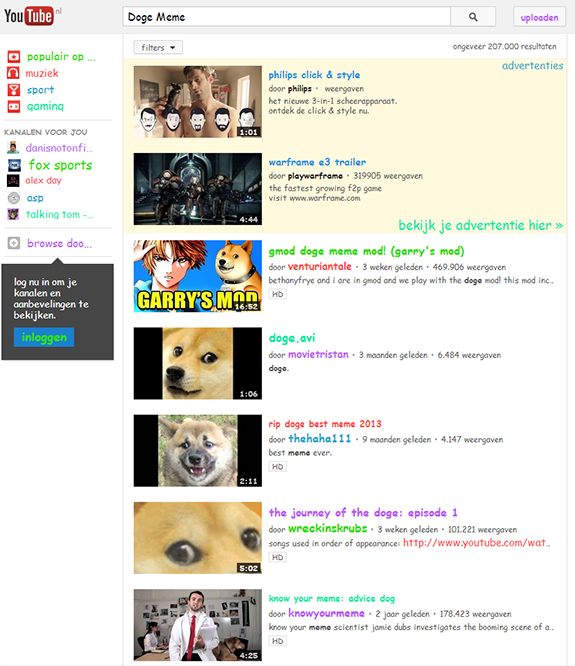 YouTube nl
Doge Meme
uploaden
populair op ...
muziek
sport
gaming
KANALEN VOOR JOU
danisnotonfi...
fox sports
alex day
asp
talking tom -...
browse doo...
log nu in om je
kanalen en
aanbevelingen te
bekijken.
inloggen
filters
ongeveer 207.000 resultaten
advertenties
1:01
philips click & style
door philips • weergaven
het nieuwe 3-in-1 scheerapparaat.
ontdek de click & style nu.
4:44
warframe e3 trailer
door playwarframe • 319905 weergaven
the fastest growing f2p game
visit www.warframe.com
bekijk je advertentie hier »
GARRY'S MOD
16:52
gmod doge meme mod! (garry's mod)
door venturiantale • 3 weken geleden • 469.906 weergaven
bethanyfrye and i are in gmod and we play with the doge mod! this mod inc..
HD
1:06
doge.avi
door movietristan • 3 maanden geleden • 6.484 weergaven
doge.
2:11
rip doge best meme 2013
door thehaha111 • 9 maanden geleden • 4.147 weergaven
best meme ever.
HD
5:02
the journey of the doge: episode 1
door wreckinskrubs • 3 weken geleden • 101.221 weergaven
songs used in order of appearance: http://www.youtube.com/wat..
HD
4:25
know your meme: advice dog
door knowyourmeme • 2 jaar geleden • 178.423 weergaven
know your meme scientist jamie dubs investigates the booming scene of a..
HD